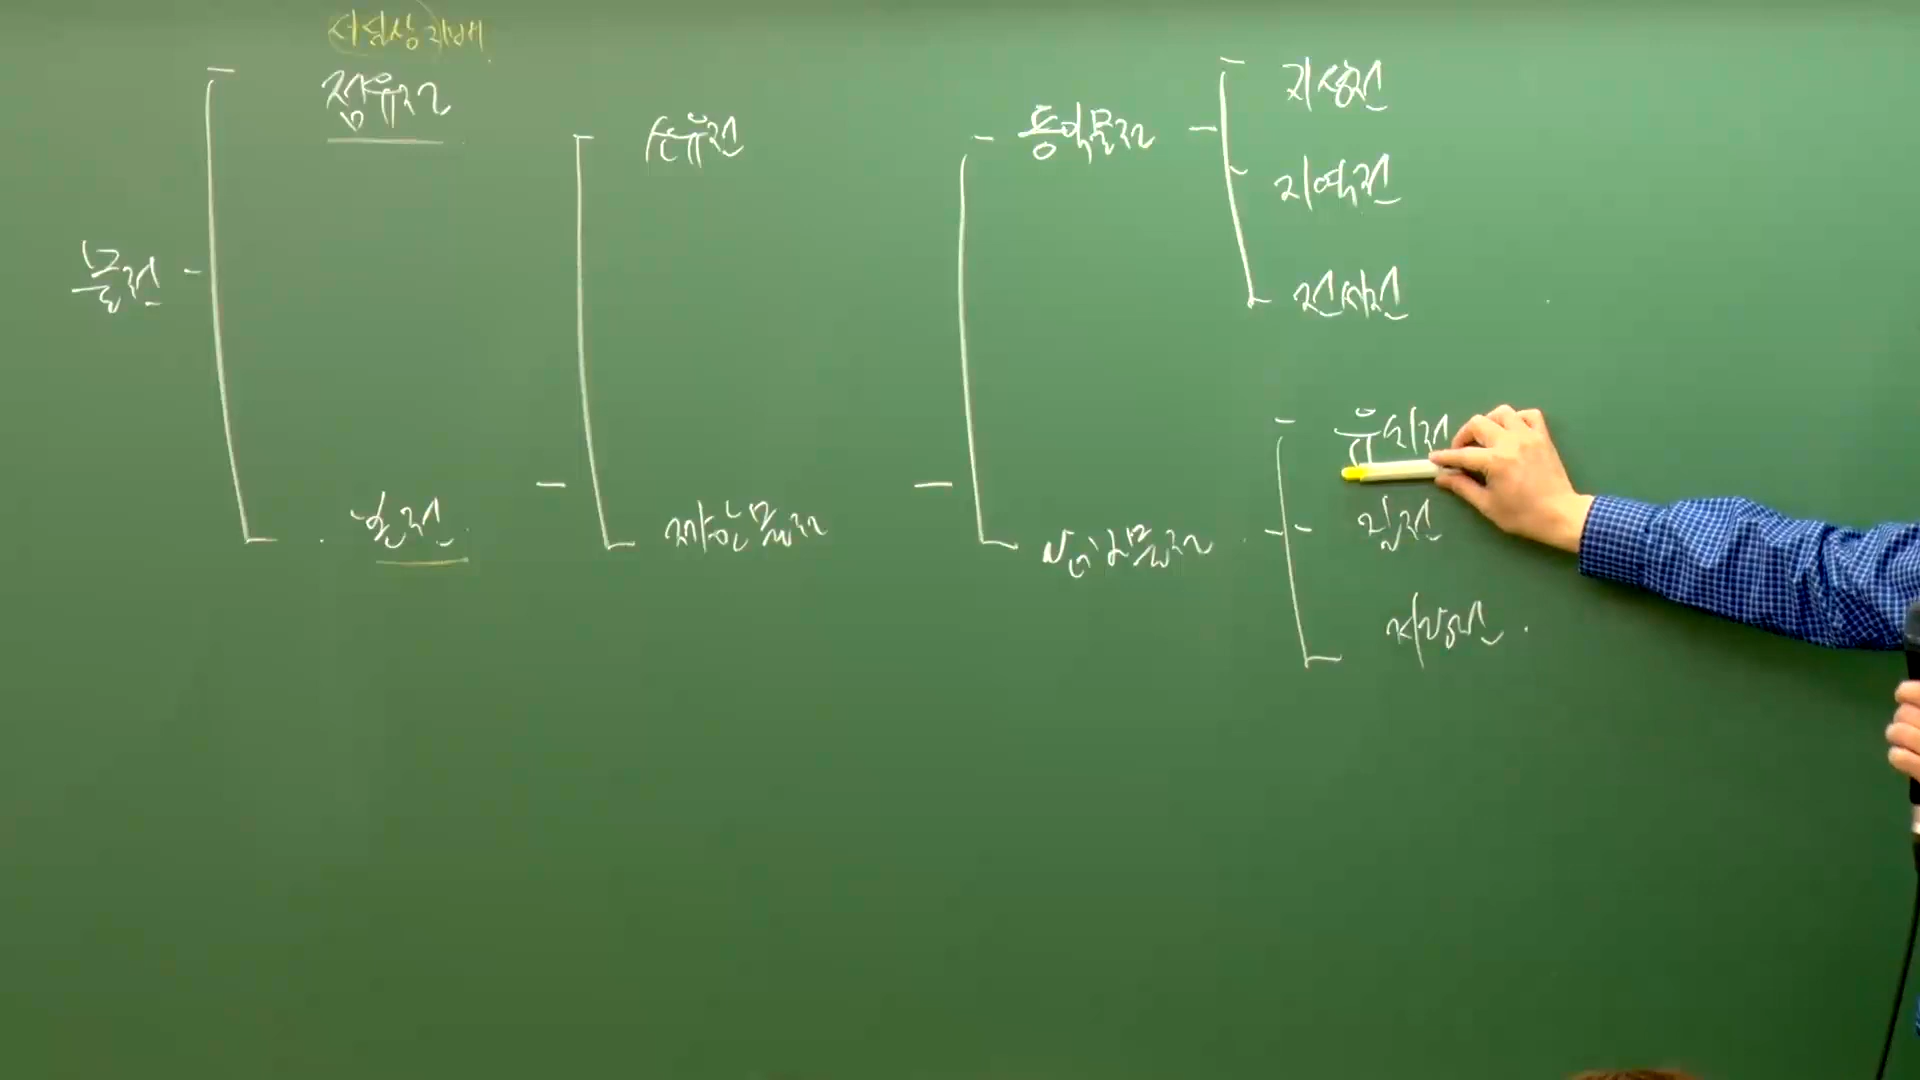 사실상 지배
점유권
물권
본권
소유권
제한물권
용익물권
담보물권
지상권
지역권
전세권
유치권
질권
저당권